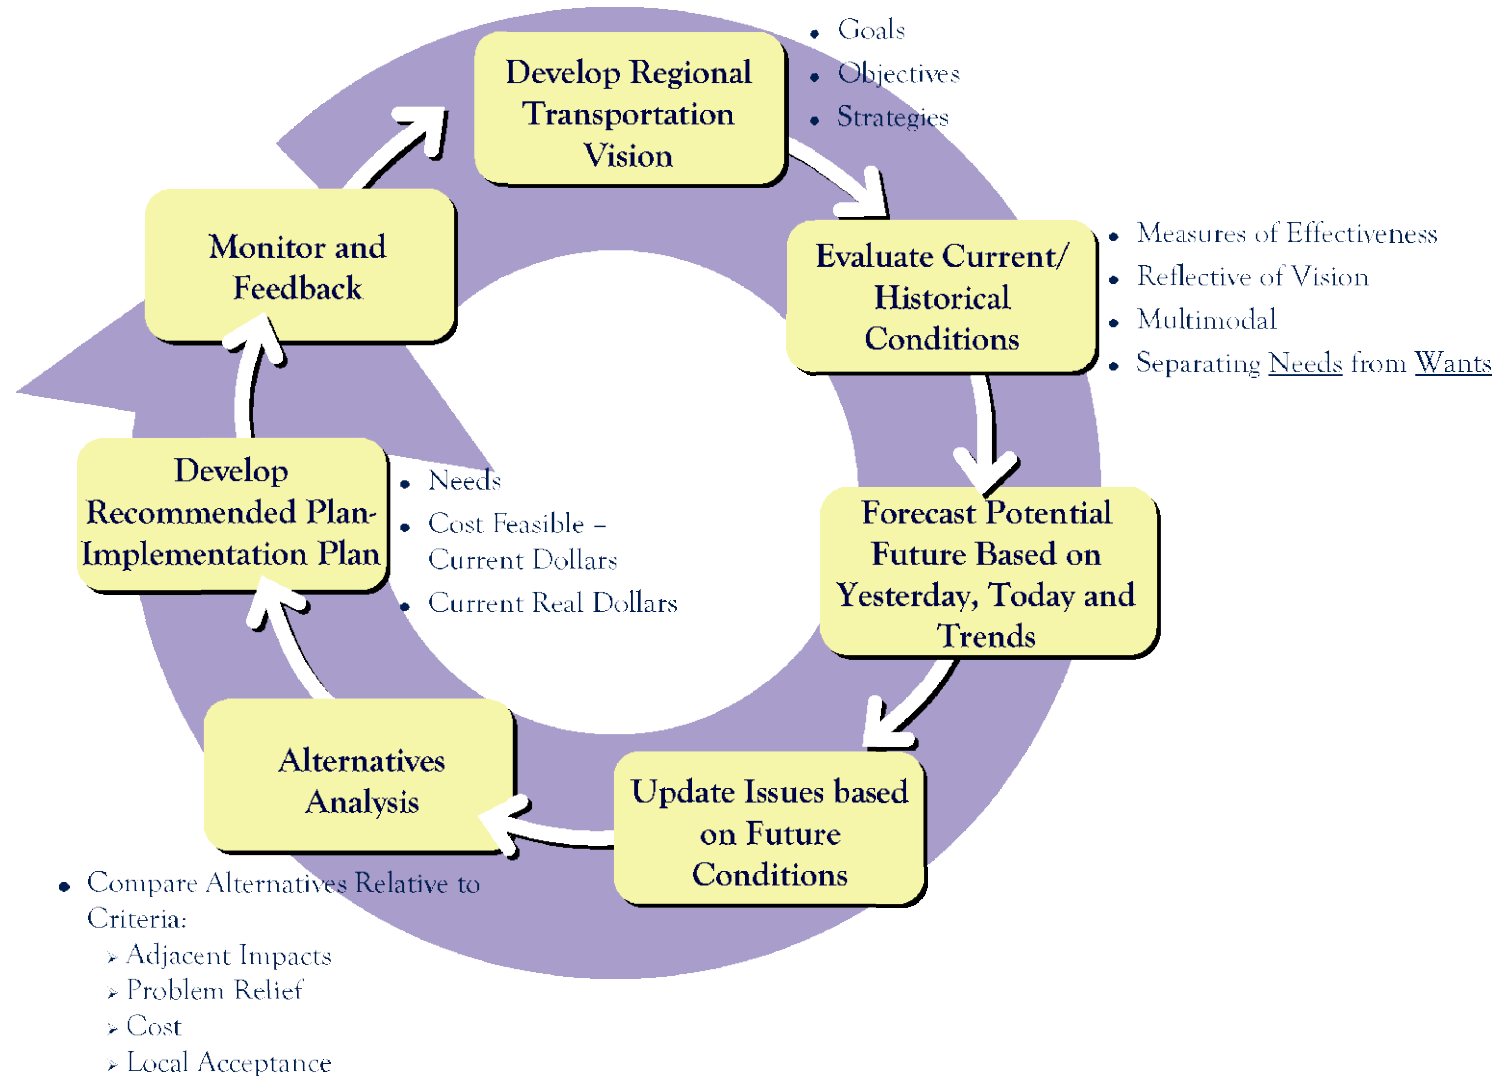 Develop Regional
Transportation
Vision
• Goals
• Objectives
• Strategies
Evaluate Current/
Historical
Conditions
• Measures of Effectiveness
• Reflective of Vision
• Multimodal
• Separating Needs from Wants
Forecast Potential
Future Based on
Yesterday, Today and
Trends
Update Issues based
on Future
Conditions
Alternatives
Analysis
• Compare Alternatives Relative to
Criteria:
➢ Adjacent Impacts
➢ Problem Relief
➢ Cost
➢ Local Acceptance
Develop
Recommended Plan-
Implementation Plan
• Needs
• Cost Feasible –
Current Dollars
• Current Real Dollars
Monitor and
Feedback